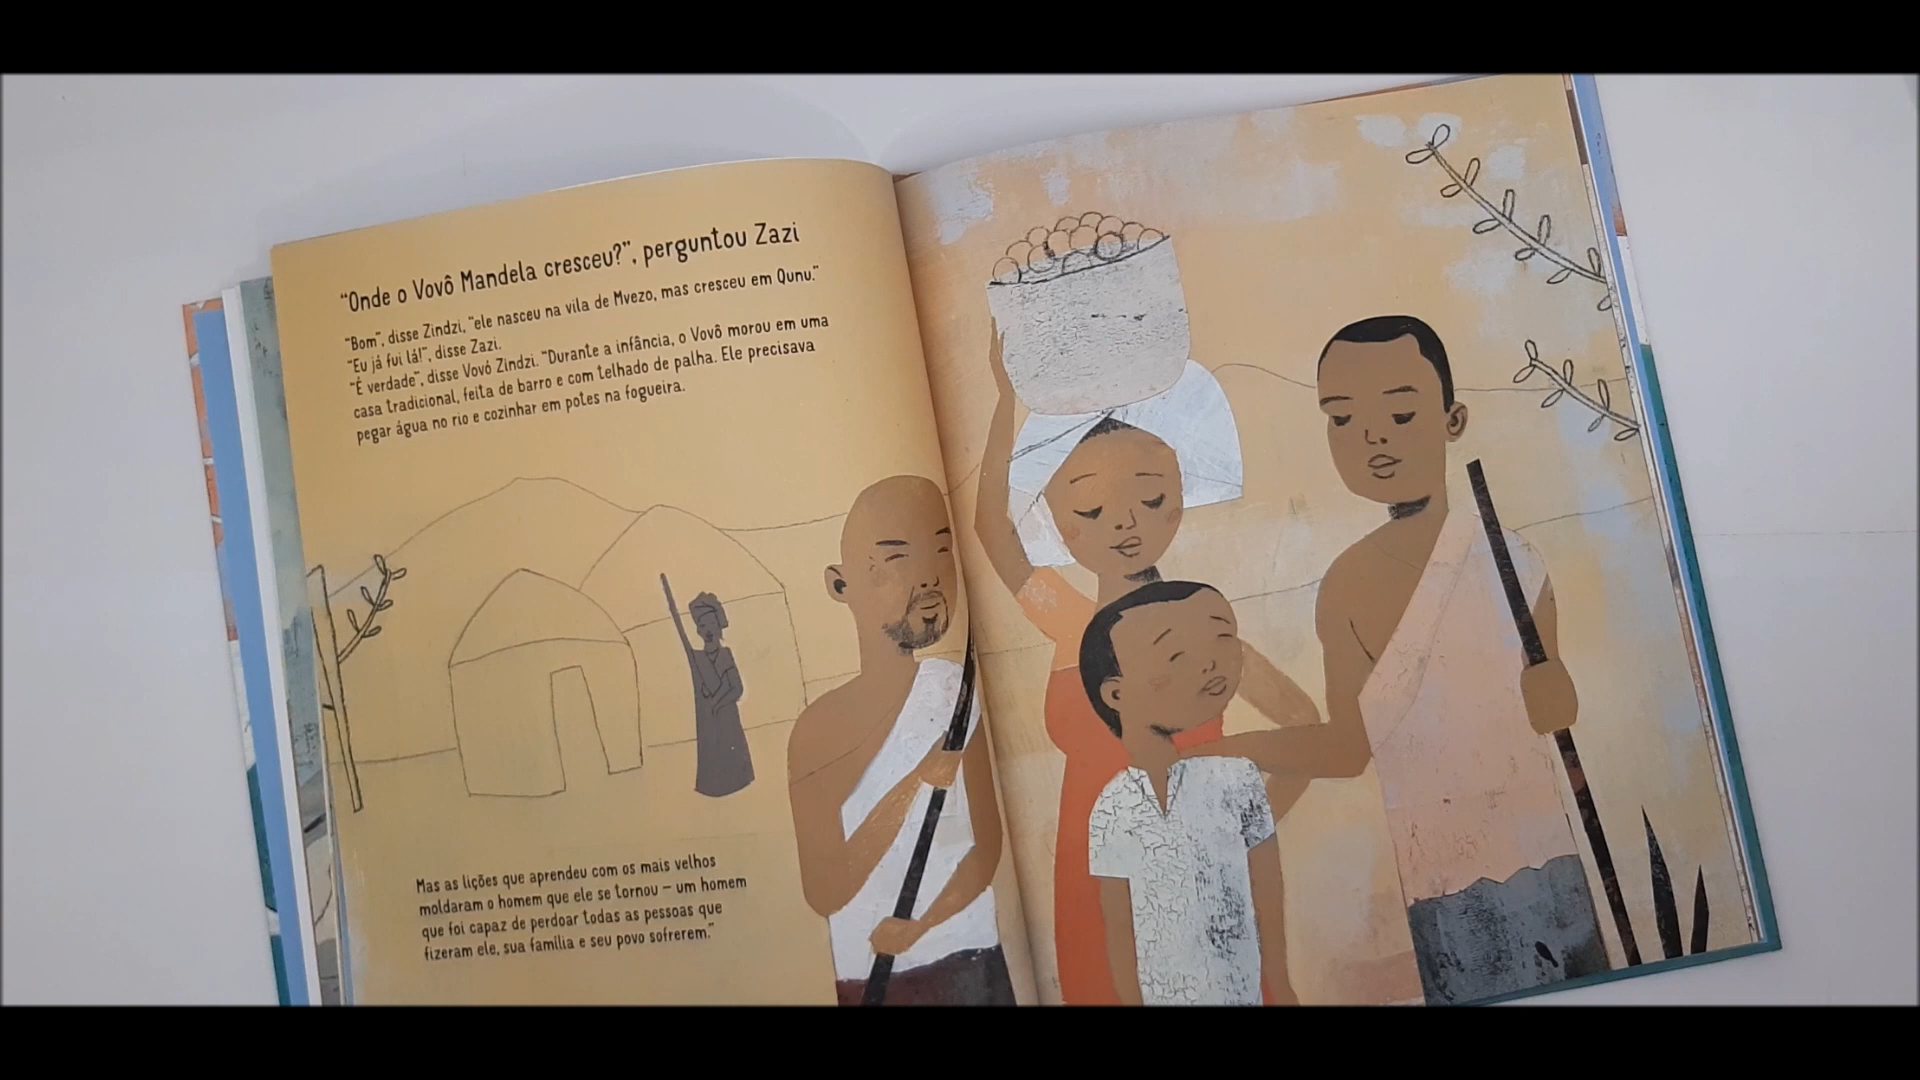 “Onde o Vovô Mandela cresceu?”, perguntou Zazi
“Bom”, disse Zindzi, “ele nasceu na vila de Mvezo, mas cresceu em Qunu.”
“Eu já fui lá!”, disse Zazi.
“É verdade”, disse Vovó Zindzi. “Durante a infância, o Vovô morou em uma
casa tradicional, feita de barro e com telhado de palha. Ele precisava
pegar água no rio e cozinhar em potes na fogueira.
Mas as lições que aprendeu com os mais velhos
moldaram o homem que ele se tornou – um homem
que foi capaz de perdoar todas as pessoas que
fizeram ele, sua família e seu povo sofrerem.”